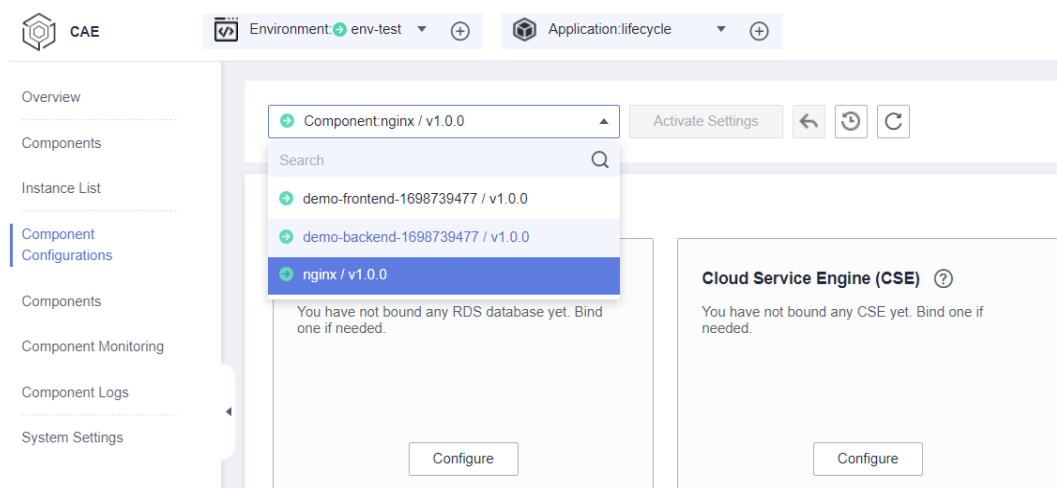 CAE
Environment: env-test
Application:lifecycle
Overview
Components
Instance List
Component
Configurations
Components
Component Monitoring
Component Logs
System Settings
Component:nginx / v1.0.0
Activate Settings
Search
demo-frontend-1698739477 / v1.0.0
demo-backend-1698739477 / v1.0.0
nginx / v1.0.0
You have not bound any RDS database yet. Bind
one if needed.
Configure
Cloud Service Engine (CSE) ?
You have not bound any CSE yet. Bind one if
needed.
Configure